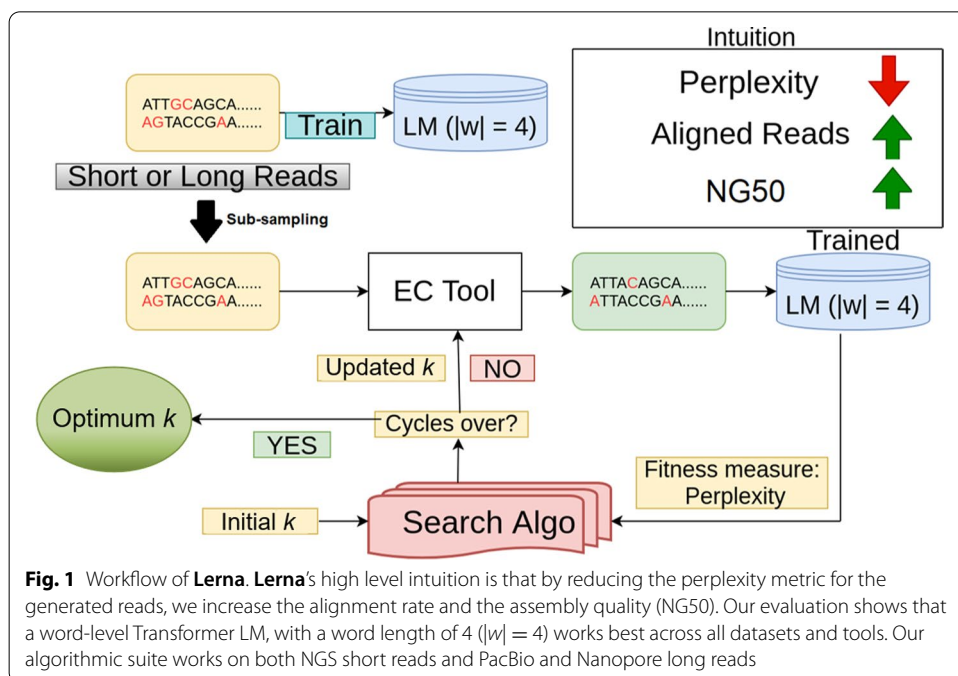 Intuition
Perplexity
Aligned Reads
NG50
ATTGCAGCA......
AGTACCGAA......
Train
LM (|w| = 4)
Short or Long Reads
Sub-sampling
ATTGCAGCA......
AGTACCGAA......
EC Tool
ATTACAGCA......
ATTACCGAA......
Trained
LM (|w| = 4)
Updated k
NO
Optimum k
Cycles over?
YES
Fitness measure:
Perplexity
Initial k
Search Algo
Fig. 1 Workflow of Lerna. Lerna's high level intuition is that by reducing the perplexity metric for the
generated reads, we increase the alignment rate and the assembly quality (NG50). Our evaluation shows that
a word-level Transformer LM, with a word length of 4 (|w| = 4) works best across all datasets and tools. Our
algorithmic suite works on both NGS short reads and PacBio and Nanopore long reads